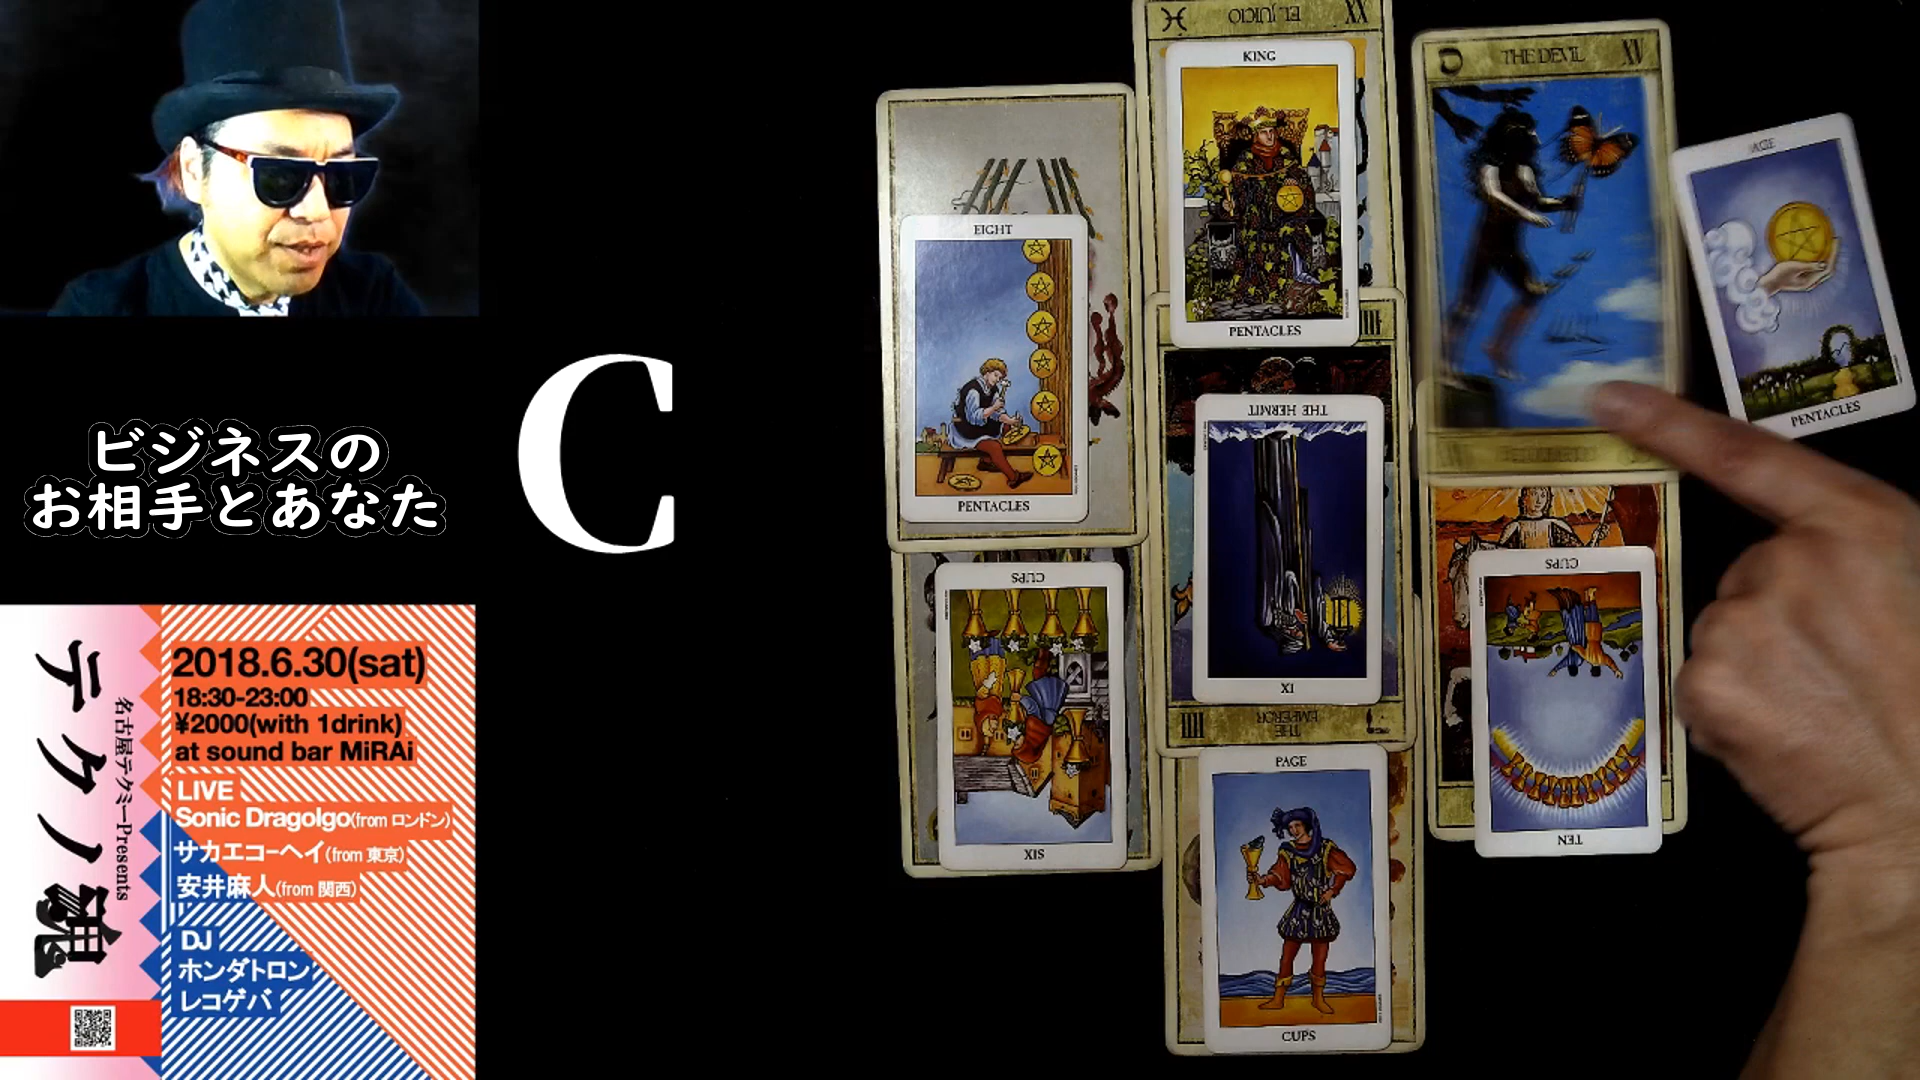 ビジネスの
お相手とあなた
C
テクノ魂
名古屋テクミーPresents
2018.6.30(sat)
18:30-23:00
¥2000(with 1drink)
at sound bar MiRAi
LIVE
Sonic Dragolgo(from ロンドン)
サカエコーヘイ(from 東京)
安井麻人(from 関西)
DJ
ホンダトロン
レコゲバ
EL JUICIO
XX
KING
PENTACLES
THE DEVIL
XV
EIGHT
PENTACLES
PENTACLES
THE HERMIT
IX
IIII
THE
EMPEROR
CUPS
SIX
CUPS
TEN
PAGE
CUPS